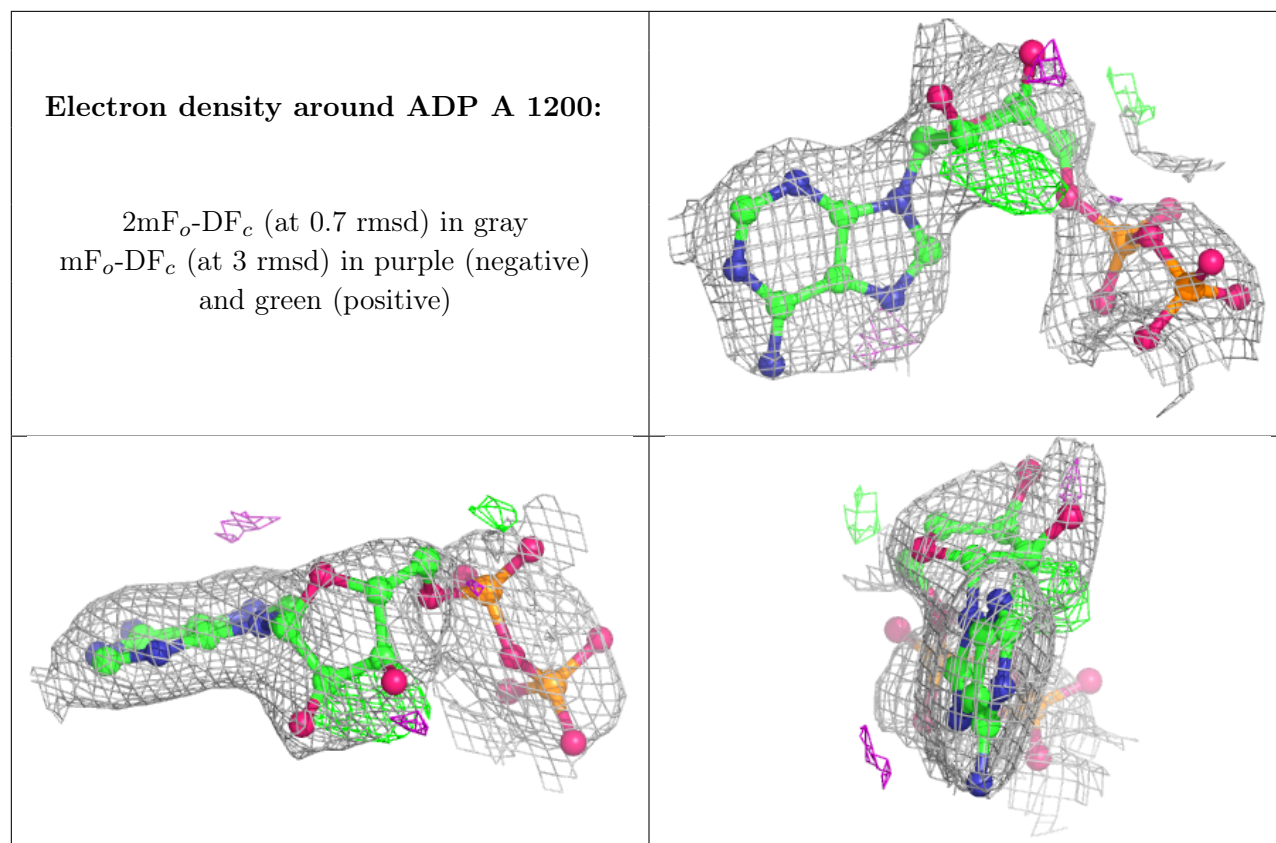 Electron density around ADP A 1200:
2mFo-DFc (at 0.7 rmsd) in gray
mFo-DFc (at 3 rmsd) in purple (negative)
and green (positive)